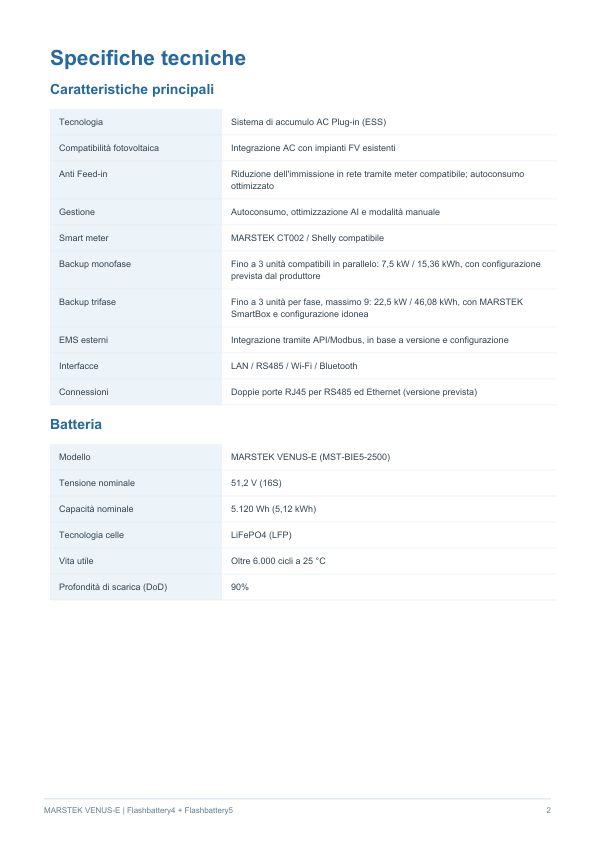 Specifiche tecniche
Caratteristiche principali
Tecnologia Sistema di accumulo AC Plug-in (ESS)
Compatibilità fotovoltaica Integrazione AC con impianti FV esistenti
Anti Feed-in Riduzione dell'immissione in rete tramite meter compatibile; autoconsumo
ottimizzato
Gestione Autoconsumo, ottimizzazione AI e modalità manuale
Smart meter MARSTEK CT002 / Shelly compatibile
Backup monofase Fino a 3 unità compatibili in parallelo: 7,5 kW / 15,36 kWh, con configurazione
prevista dal produttore
Backup trifase Fino a 3 unità per fase, massimo 9: 22,5 kW / 46,08 kWh, con MARSTEK
SmartBox e configurazione idonea
EMS esterni Integrazione tramite API/Modbus, in base a versione e configurazione
Interfacce LAN / RS485 / Wi-Fi / Bluetooth
Connessioni Doppie porte RJ45 per RS485 ed Ethernet (versione prevista)
Batteria
Modello MARSTEK VENUS-E (MST-BIE5-2500)
Tensione nominale 51,2 V (16S)
Capacità nominale 5.120 Wh (5,12 kWh)
Tecnologia celle LiFePO4 (LFP)
Vita utile Oltre 6.000 cicli a 25 °C
Profondità di scarica (DoD) 90%
MARSTEK VENUS-E | Flashbattery4 + Flashbattery5 2